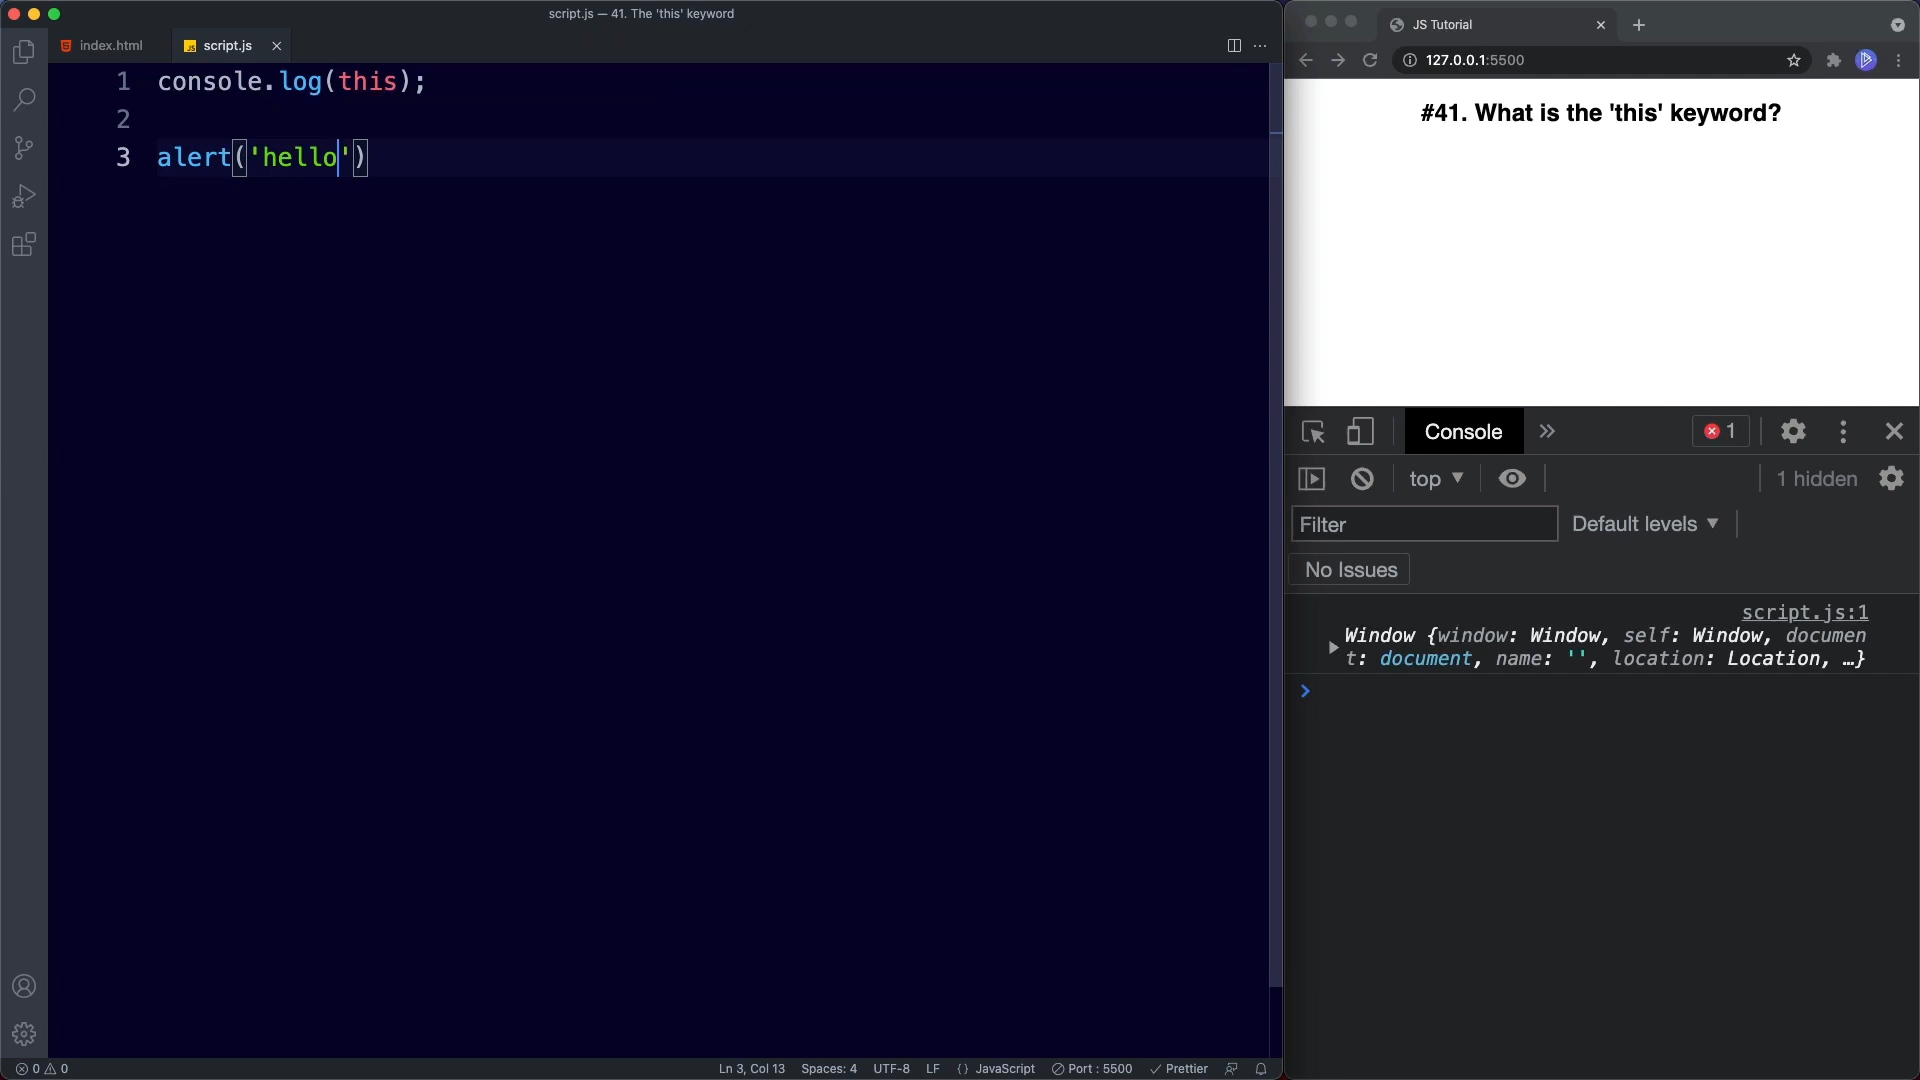 script.js — 41. The 'this' keyword
index.html
script.js
1 console.log(this);
2
3 alert('hello')
0 0
Ln 3, Col 13
Spaces: 4
UTF-8
LF
{} JavaScript
Port : 5500
Prettier
JS Tutorial
127.0.0.1:5500
#41. What is the 'this' keyword?
Console
1
top
1 hidden
Filter
Default levels
No Issues
script.js:1
Window {window: Window, self: Window, documen
t: document, name: '', location: Location, …}